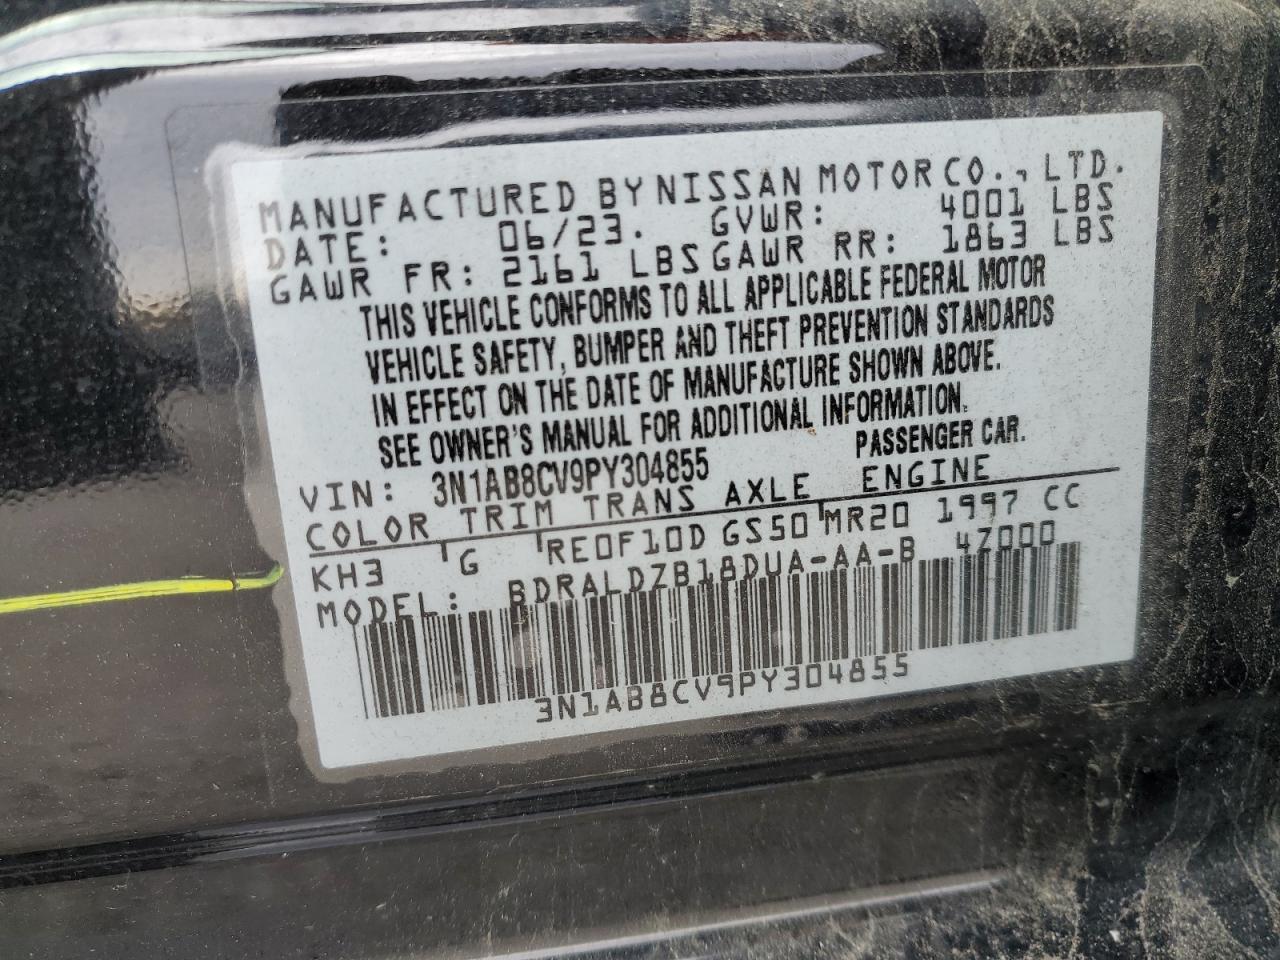 MANUFACTURED BY NISSAN MOTOR CO., LTD.
DATE: 06/23. GVWR: 4001 LBS
GAWR FR: 2161 LBS GAWR RR: 1863 LBS
THIS VEHICLE CONFORMS TO ALL APPLICABLE FEDERAL MOTOR
VEHICLE SAFETY, BUMPER AND THEFT PREVENTION STANDARDS
IN EFFECT ON THE DATE OF MANUFACTURE SHOWN ABOVE.
SEE OWNER'S MANUAL FOR ADDITIONAL INFORMATION.
VIN: 3N1AB8CV9PY304855 PASSENGER CAR.
COLOR TRIM TRANS AXLE ENGINE
KH3 'G 'RE0F10D GS50'MR20 1997 CC
MODEL: BDRALDZB18DUA-AA-B 4Z000
3N1AB8CV9PY304855